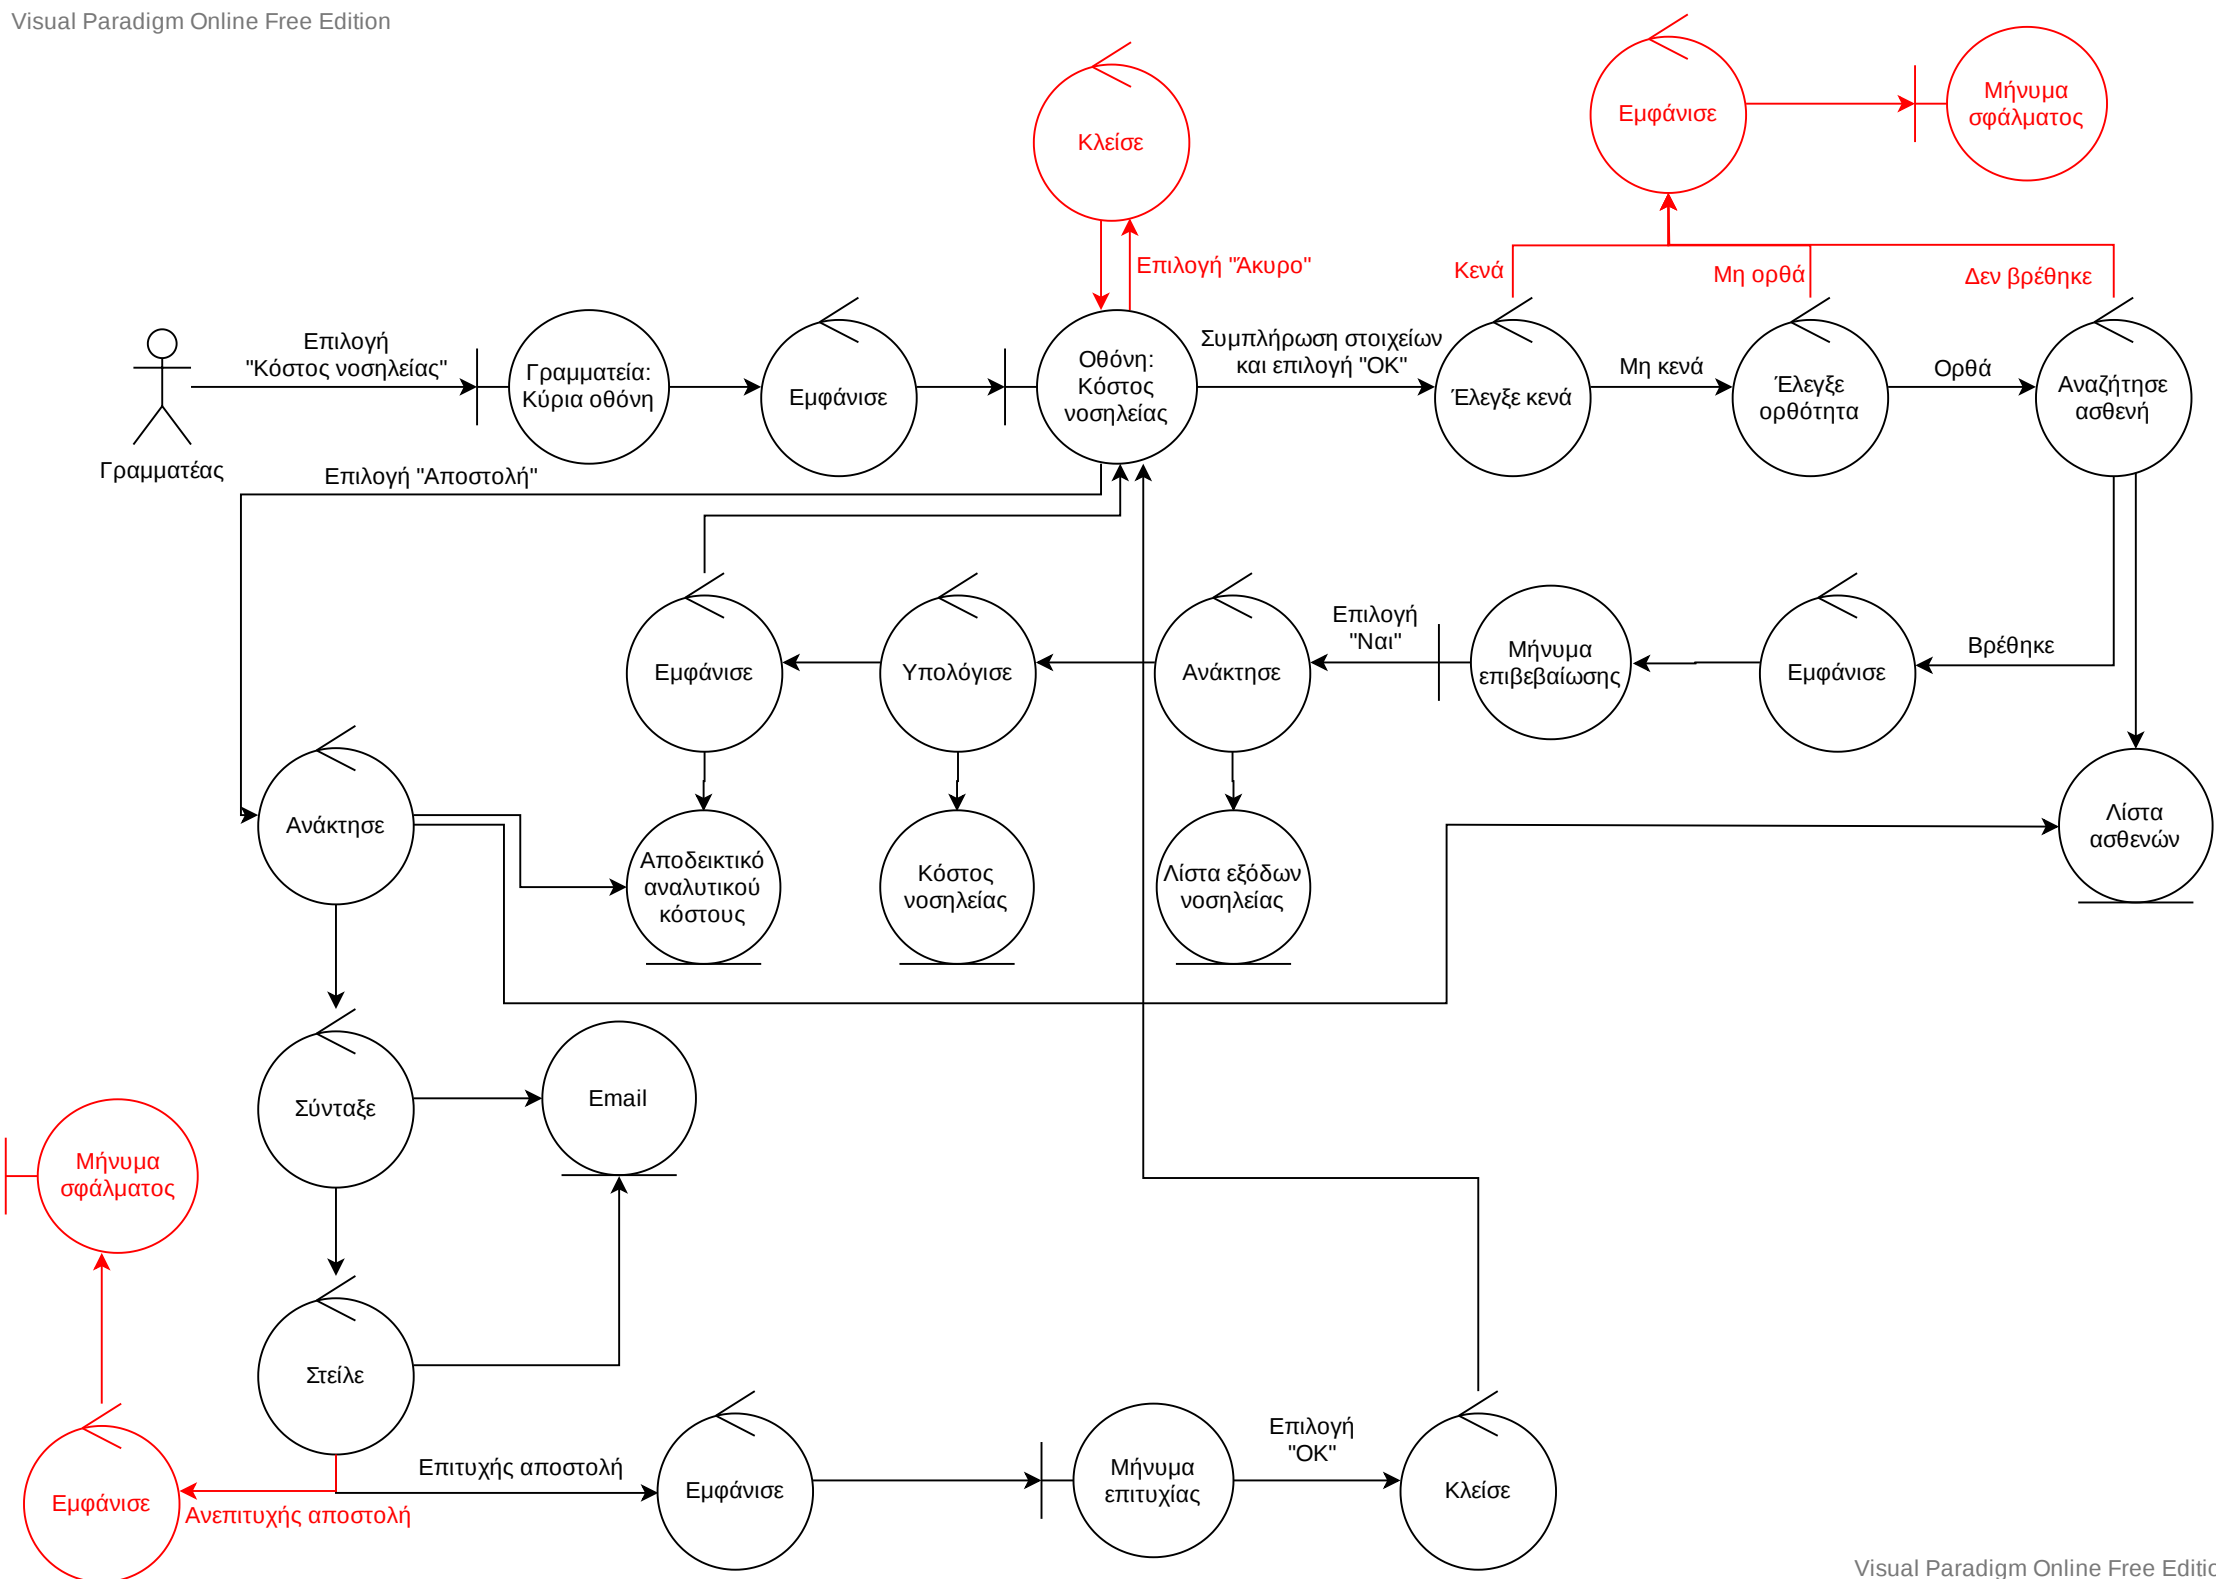 Visual Paradigm Online Free Edition
Εμφάνισε
Μήνυμα
σφάλματος
Κλείσε
Επιλογή "Άκυρο"
Κενά
Μη ορθά
Δεν βρέθηκε
Επιλογή
"Κόστος νοσηλείας"
Γραμματέας
Γραμματεία:
Κύρια οθόνη
Εμφάνισε
Οθόνη:
Κόστος
νοσηλείας
Συμπλήρωση στοιχείων
και επιλογή "ΟΚ"
Έλεγξε κενά
Μη κενά
Έλεγξε
ορθότητα
Ορθά
Αναζήτησε
ασθενή
Επιλογή "Αποστολή"
Εμφάνισε
Υπολόγισε
Ανάκτησε
Επιλογή
"Ναι"
Μήνυμα
επιβεβαίωσης
Εμφάνισε
Βρέθηκε
Ανάκτησε
Αποδεικτικό
αναλυτικού
κόστους
Κόστος
νοσηλείας
Λίστα εξόδων
νοσηλείας
Λίστα
ασθενών
Σύνταξε
Email
Μήνυμα
σφάλματος
Στείλε
Εμφάνισε
Ανεπιτυχής αποστολή
Επιτυχής αποστολή
Εμφάνισε
Μήνυμα
επιτυχίας
Επιλογή
"ΟΚ"
Κλείσε
Visual Paradigm Online Free Editio